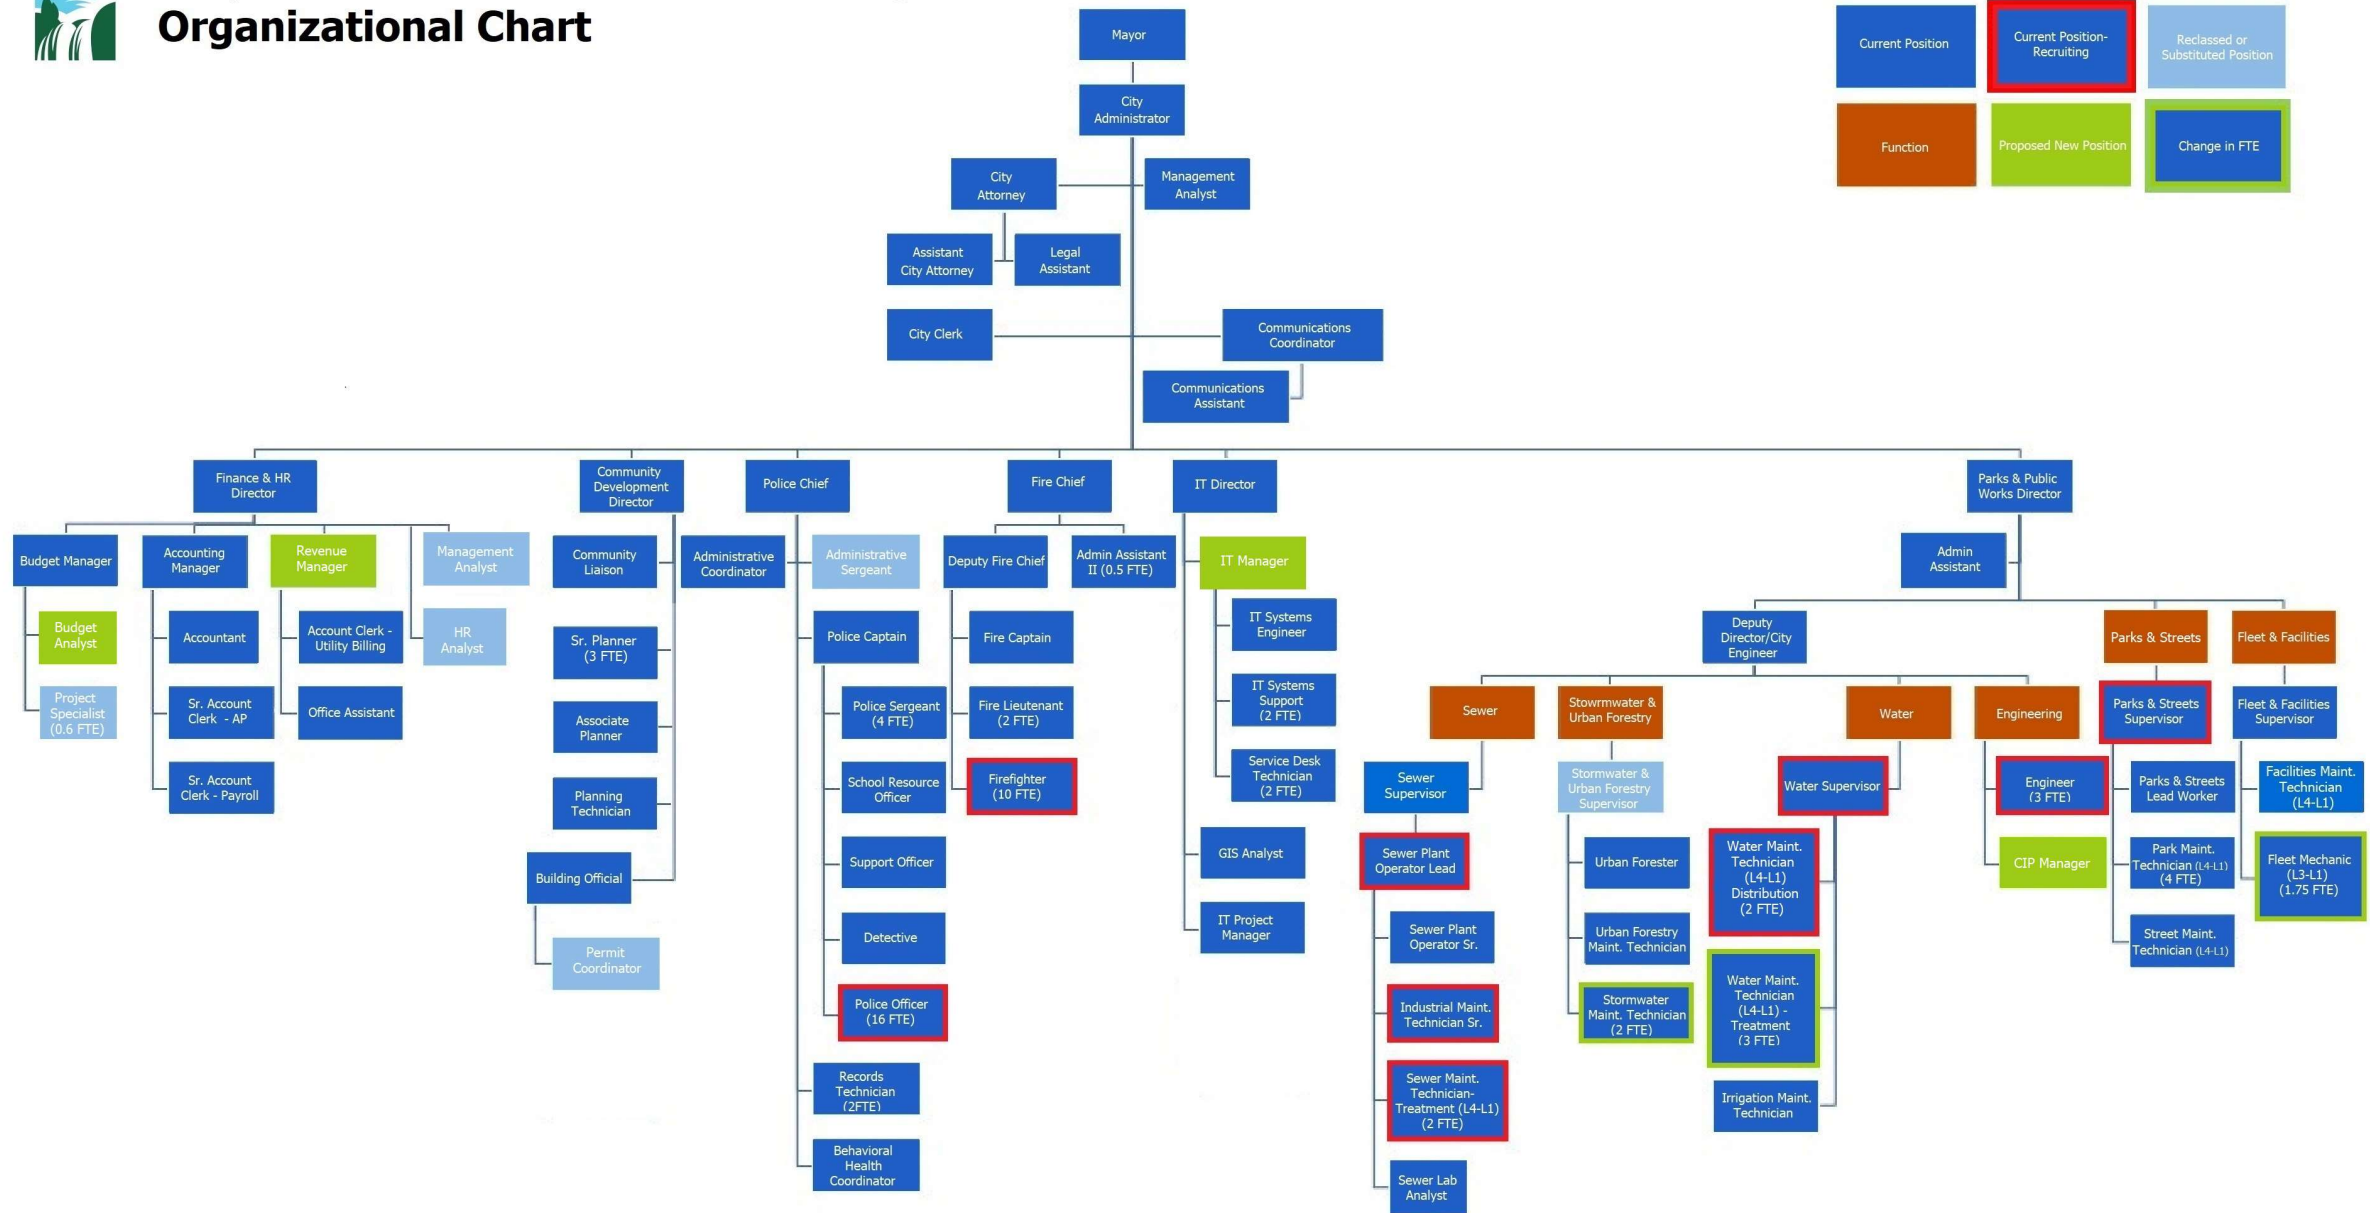 Organizational Chart
Mayor
City
Administrator
City
Attorney
Management
Analyst
Assistant
City Attorney
Legal
Assistant
City Clerk
Communications
Coordinator
Communications
Assistant
Current Position
Current Position-
Recruiting
Reclassed or
Substituted Position
Function
Proposed New Position
Change in FTE
Finance & HR
Director
Community
Development
Director
Police Chief
Fire Chief
IT Director
Parks & Public
Works Director
Budget Manager
Budget
Analyst
Project
Specialist
(0.6 FTE)
Accounting
Manager
Accountant
Sr. Account
Clerk - AP
Sr. Account
Clerk - Payroll
Revenue
Manager
Account Clerk -
Utility Billing
Office Assistant
Management
Analyst
HR
Analyst
Community
Liaison
Sr. Planner
(3 FTE)
Associate
Planner
Planning
Technician
Building Official
Permit
Coordinator
Administrative
Coordinator
Administrative
Sergeant
Police Captain
Police Sergeant
(4 FTE)
School Resource
Officer
Support Officer
Detective
Police Officer
(16 FTE)
Records
Technician
(2FTE)
Behavioral
Health
Coordinator
Deputy Fire Chief
Admin Assistant
II (0.5 FTE)
Fire Captain
Fire Lieutenant
(2 FTE)
Firefighter
(10 FTE)
IT Manager
IT Systems
Engineer
IT Systems
Support
(2 FTE)
Service Desk
Technician
(2 FTE)
GIS Analyst
IT Project
Manager
Admin
Assistant
Deputy
Director/City
Engineer
Parks & Streets
Fleet & Facilities
Sewer
Stowrmwater &
Urban Forestry
Water
Engineering
Parks & Streets
Supervisor
Fleet & Facilities
Supervisor
Sewer
Supervisor
Sewer Plant
Operator Lead
Sewer Plant
Operator Sr.
Industrial Maint.
Technician Sr.
Sewer Maint.
Technician-
Treatment (L4-L1)
(2 FTE)
Sewer Lab
Analyst
Stormwater &
Urban Forestry
Supervisor
Urban Forester
Urban Forestry
Maint. Technician
Stormwater
Maint. Technician
(2 FTE)
Water Supervisor
Water Maint.
Technician
(L4-L1)
Distribution
(2 FTE)
Water Maint.
Technician
(L4-L1) -
Treatment
(3 FTE)
Irrigation Maint.
Technician
Engineer
(3 FTE)
CIP Manager
Parks & Streets
Lead Worker
Park Maint.
Technician (L4-L1)
(4 FTE)
Street Maint.
Technician (L4-L1)
Facilities Maint.
Technician
(L4-L1)
Fleet Mechanic
(L3-L1)
(1.75 FTE)